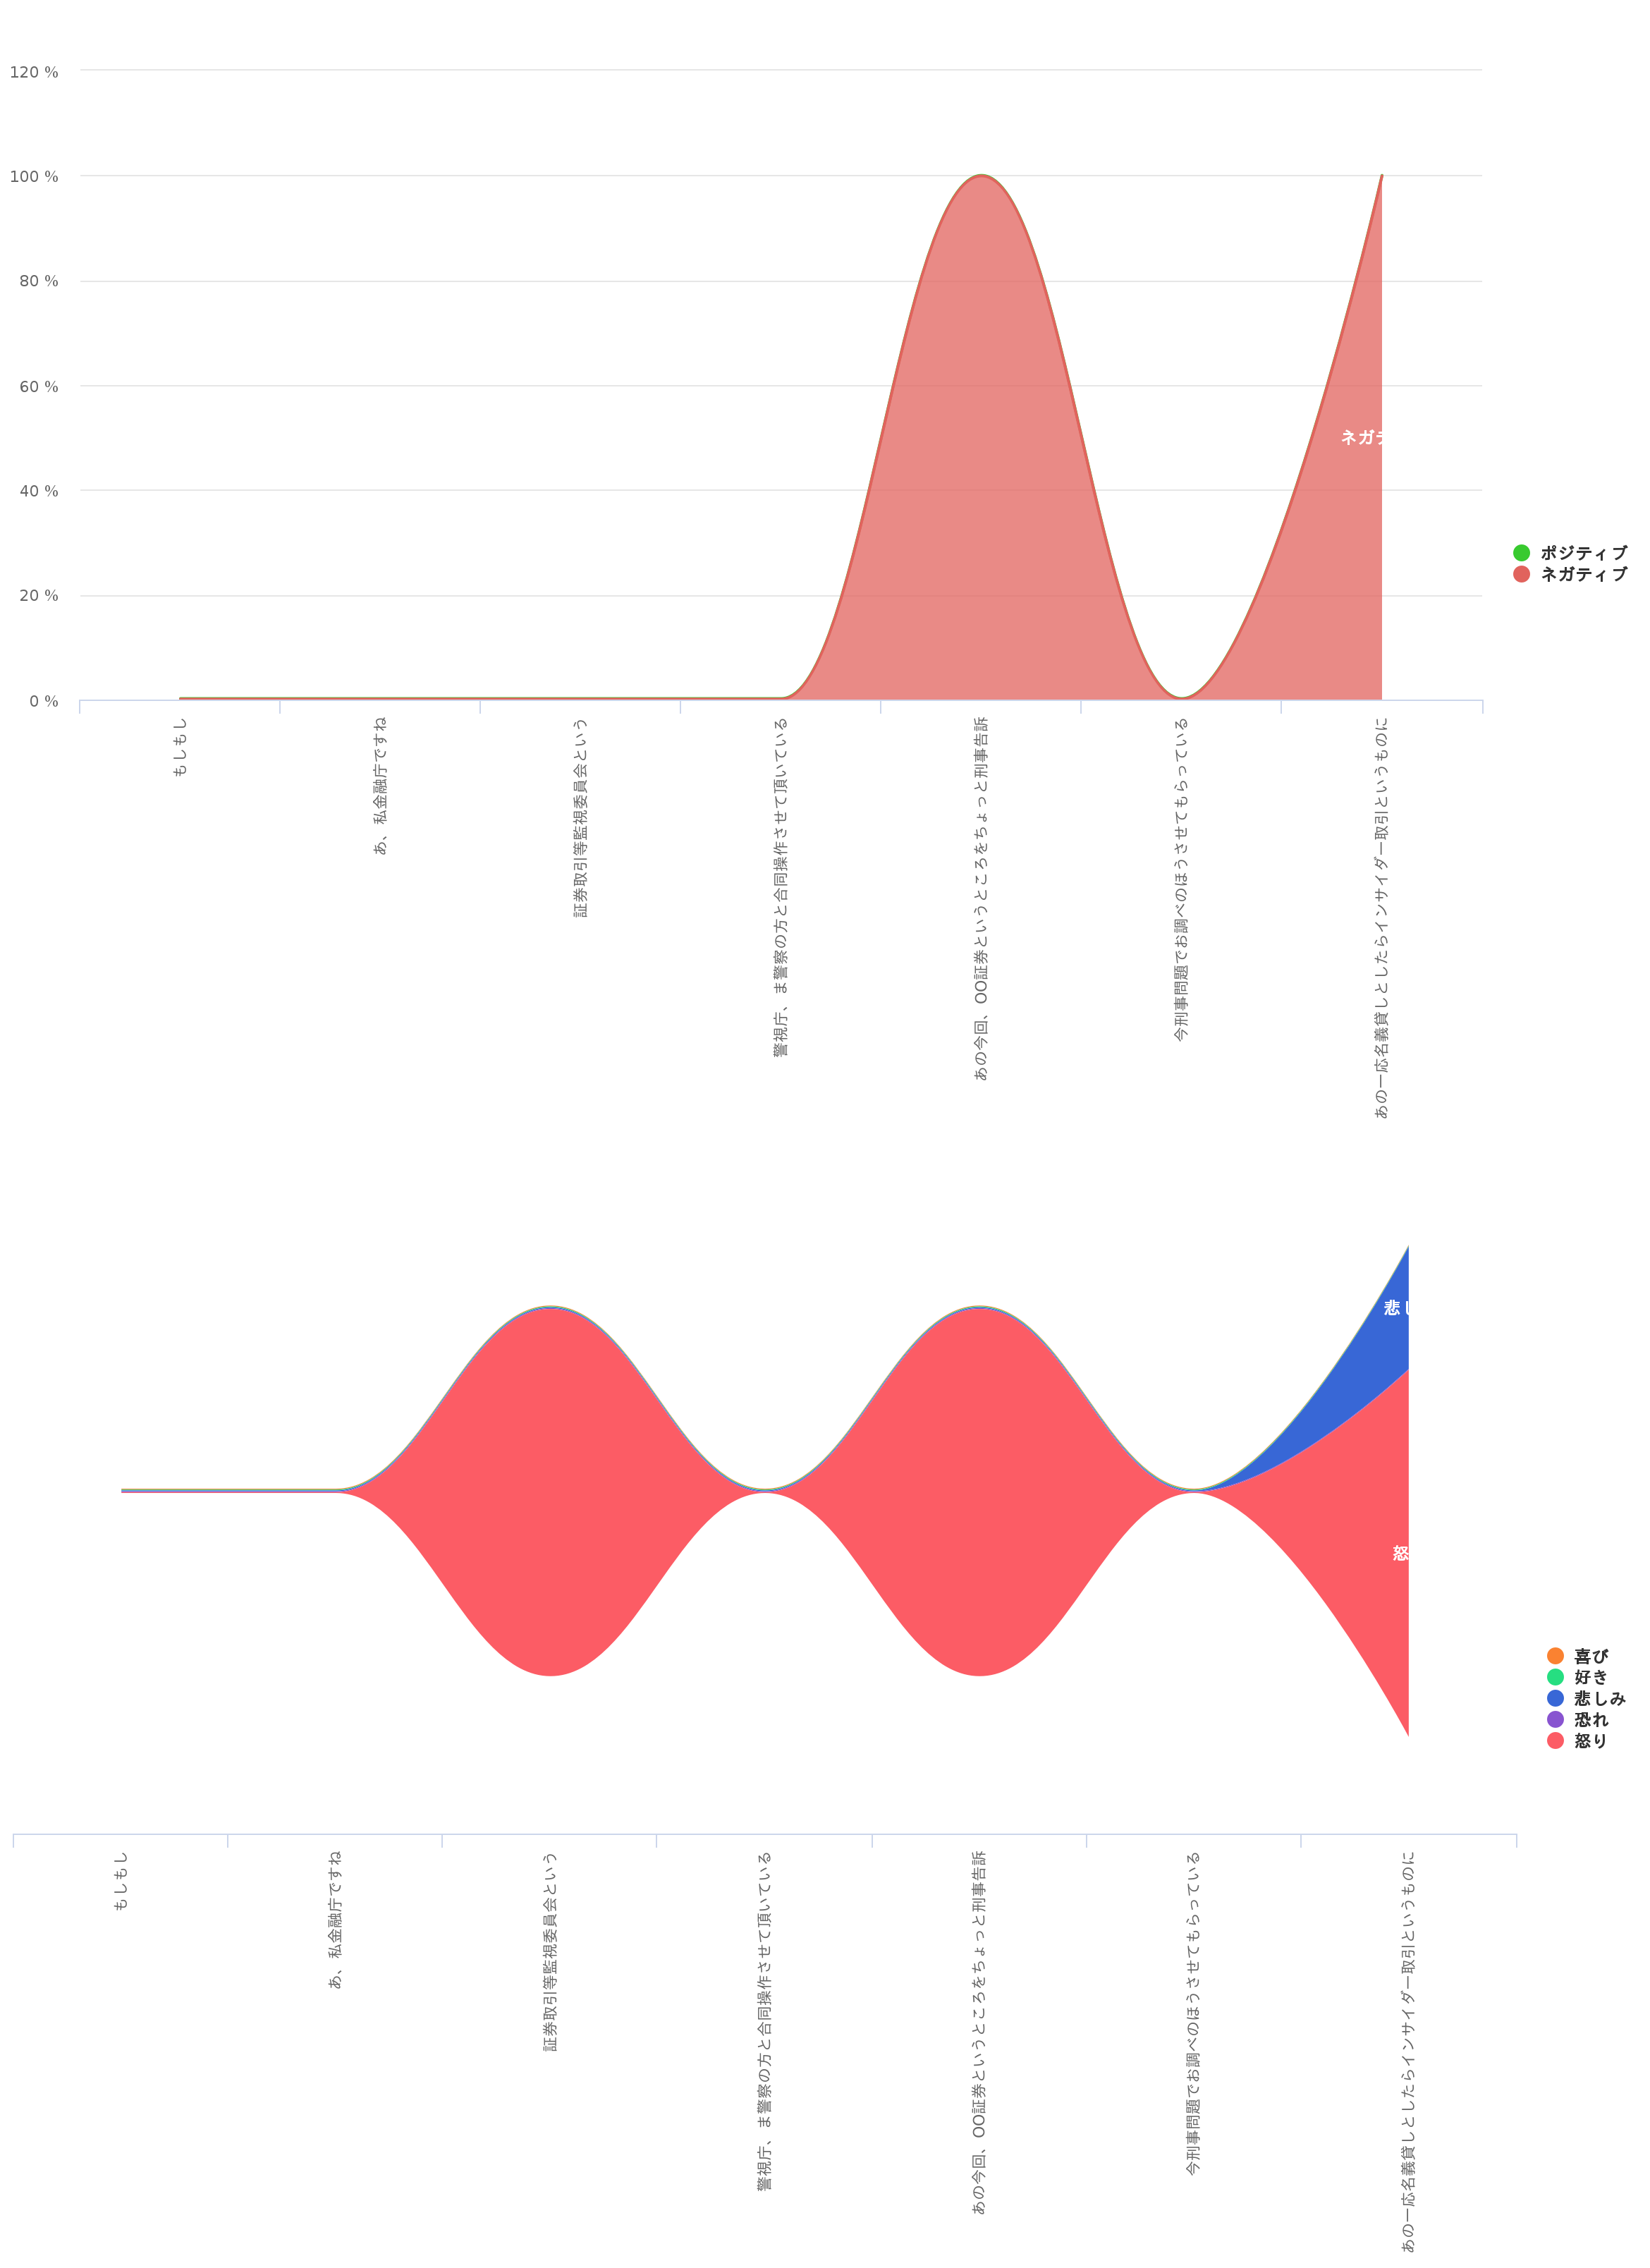 120 %
100 %
80 %
60 %
40 %
20 %
0 %
ネガテ
ポジティブ
ネガティブ
もしもし
あ、私金融庁ですね
証券取引等監視委員会という
警視庁、ま警察の方と合同操作させて頂いている
あの今回、OO証券というところをちょっと刑事告訴
今刑事問題でお調べのほうさせてもらっている
あの一応名義貸しとしたらインサイダー取引というものに
悲し
怒
喜び
好き
悲しみ
恐れ
怒り
もしもし
あ、私金融庁ですね
証券取引等監視委員会という
警視庁、ま警察の方と合同操作させて頂いている
あの今回、OO証券というところをちょっと刑事告訴
今刑事問題でお調べのほうさせてもらっている
あの一応名義貸しとしたらインサイダー取引というものに